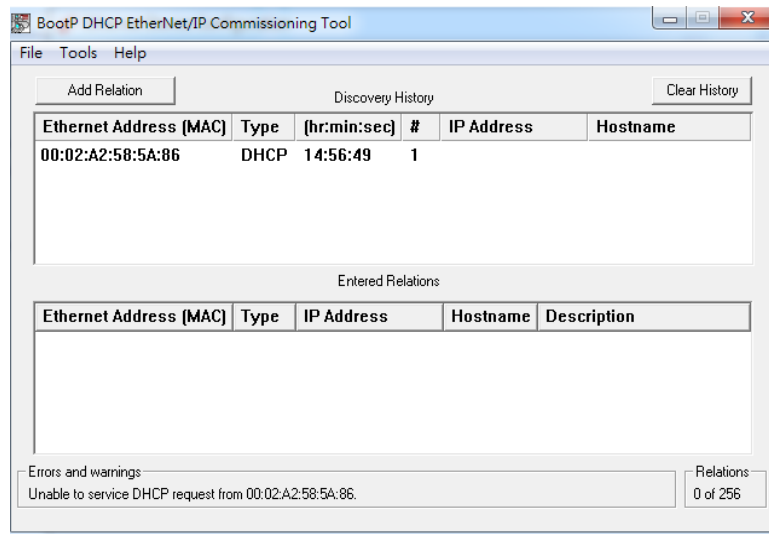 BootP DHCP EtherNet/IP Commissioning Tool
File Tools Help
Add Relation
Discovery History
Clear History
Ethernet Address (MAC) Type (hr:min:sec) # IP Address Hostname
00:02:A2:58:5A:86 DHCP 14:56:49 1
Entered Relations
Ethernet Address (MAC) Type IP Address Hostname Description
Errors and warnings
Unable to service DHCP request from 00:02:A2:58:5A:86.
Relations
0 of 256